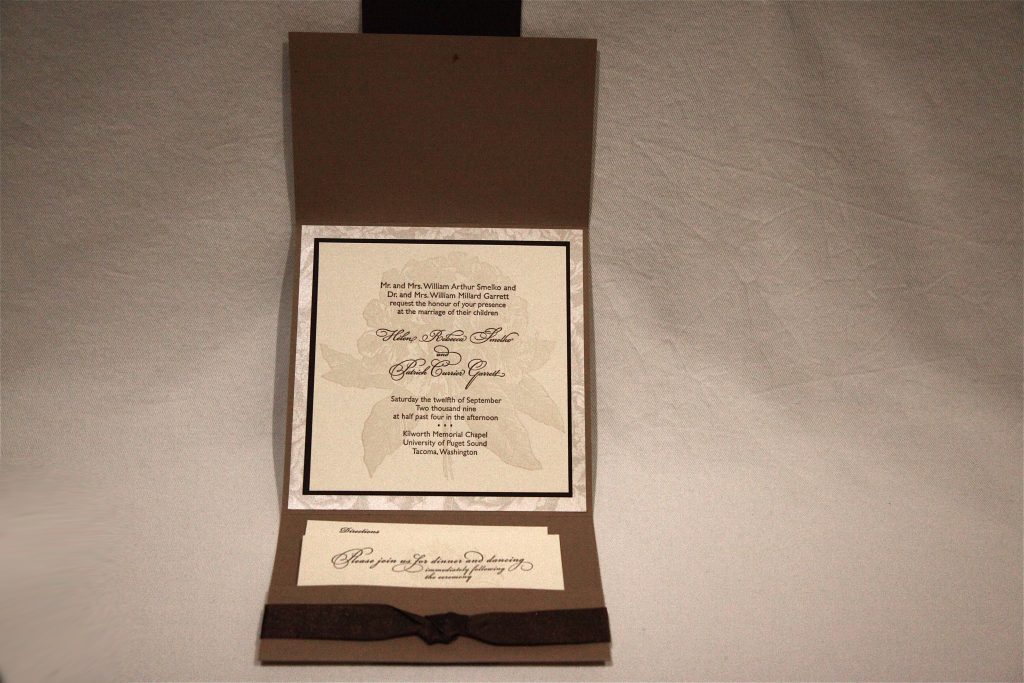 Mr. and Mrs. William Arthur Smelko and
Dr. and Mrs. William Millard Garrett
request the honour of your presence
at the marriage of their children
Helen Rebecca Smelko
and
Patrick Currier Garrett
Saturday the twelfth of September
Two thousand nine
at half past four in the afternoon
• • •
Kilworth Memorial Chapel
University of Puget Sound
Tacoma, Washington
Directions
Please join us for dinner and dancing
immediately following
the ceremony